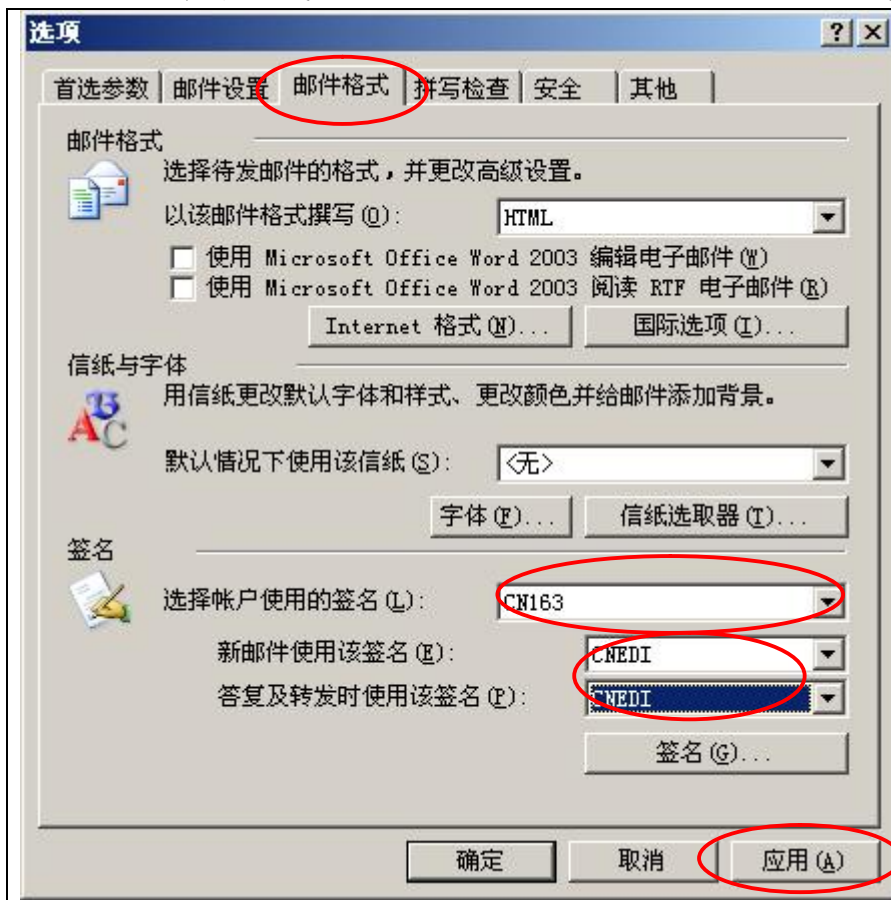 选项
首选参数 邮件设置 邮件格式 拼写检查 安全 其他
邮件格式
选择待发邮件的格式，并更改高级设置。
以该邮件格式撰写(O): HTML
使用 Microsoft Office Word 2003 编辑电子邮件(W)
使用 Microsoft Office Word 2003 阅读 RTF 电子邮件(R)
Internet 格式(N)... 国际选项(I)...
信纸与字体
用信纸更改默认字体和样式、更改颜色并给邮件添加背景。
默认情况下使用该信纸(S): <无>
字体(F)... 信纸选取器(T)...
签名
选择帐户使用的签名(L): CN163
新邮件使用该签名(E): CNEDI
答复及转发时使用该签名(P): CNEDI
签名(G)...
确定 取消 应用(A)